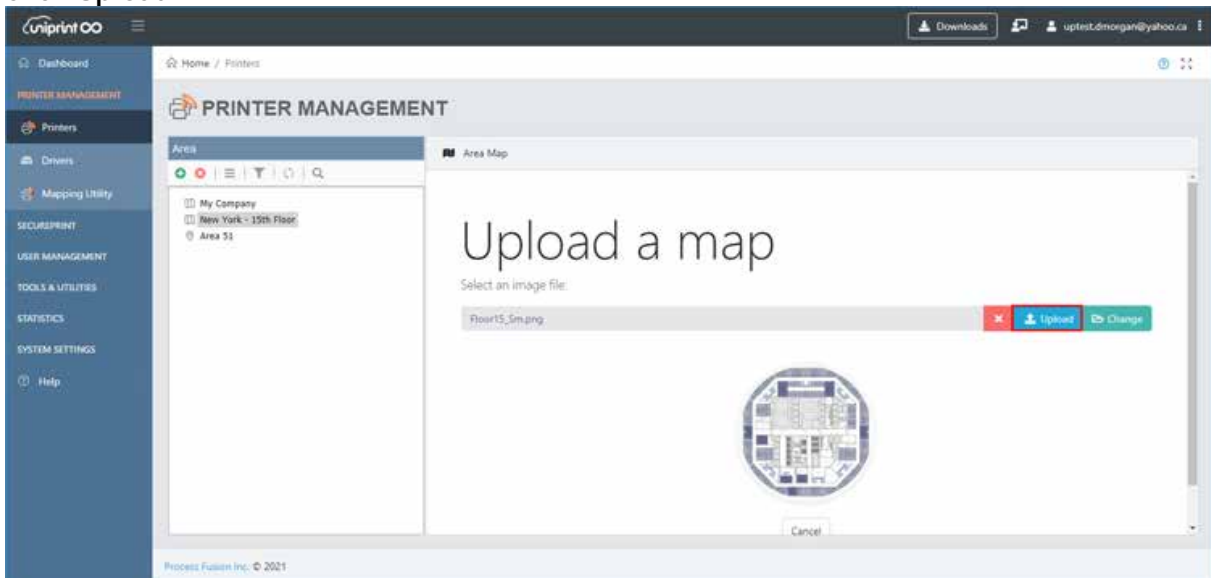 uniprint
Downloads
uptest.dmorgan@yahoo.ca
Dashboard
Home / Printers
PRINTER MANAGEMENT
PRINTER MANAGEMENT
Printers
Area
Area Map
Drivers
Mapping Utility
My Company
New York - 15th Floor
Area 51
SECUREPRINT
USER MANAGEMENT
TOOLS & UTILITIES
STATISTICS
SYSTEM SETTINGS
Help
Upload a map
Select an image file:
Floor15_Sm.png
Upload
Change
Cancel
Process Fusion Inc. © 2021